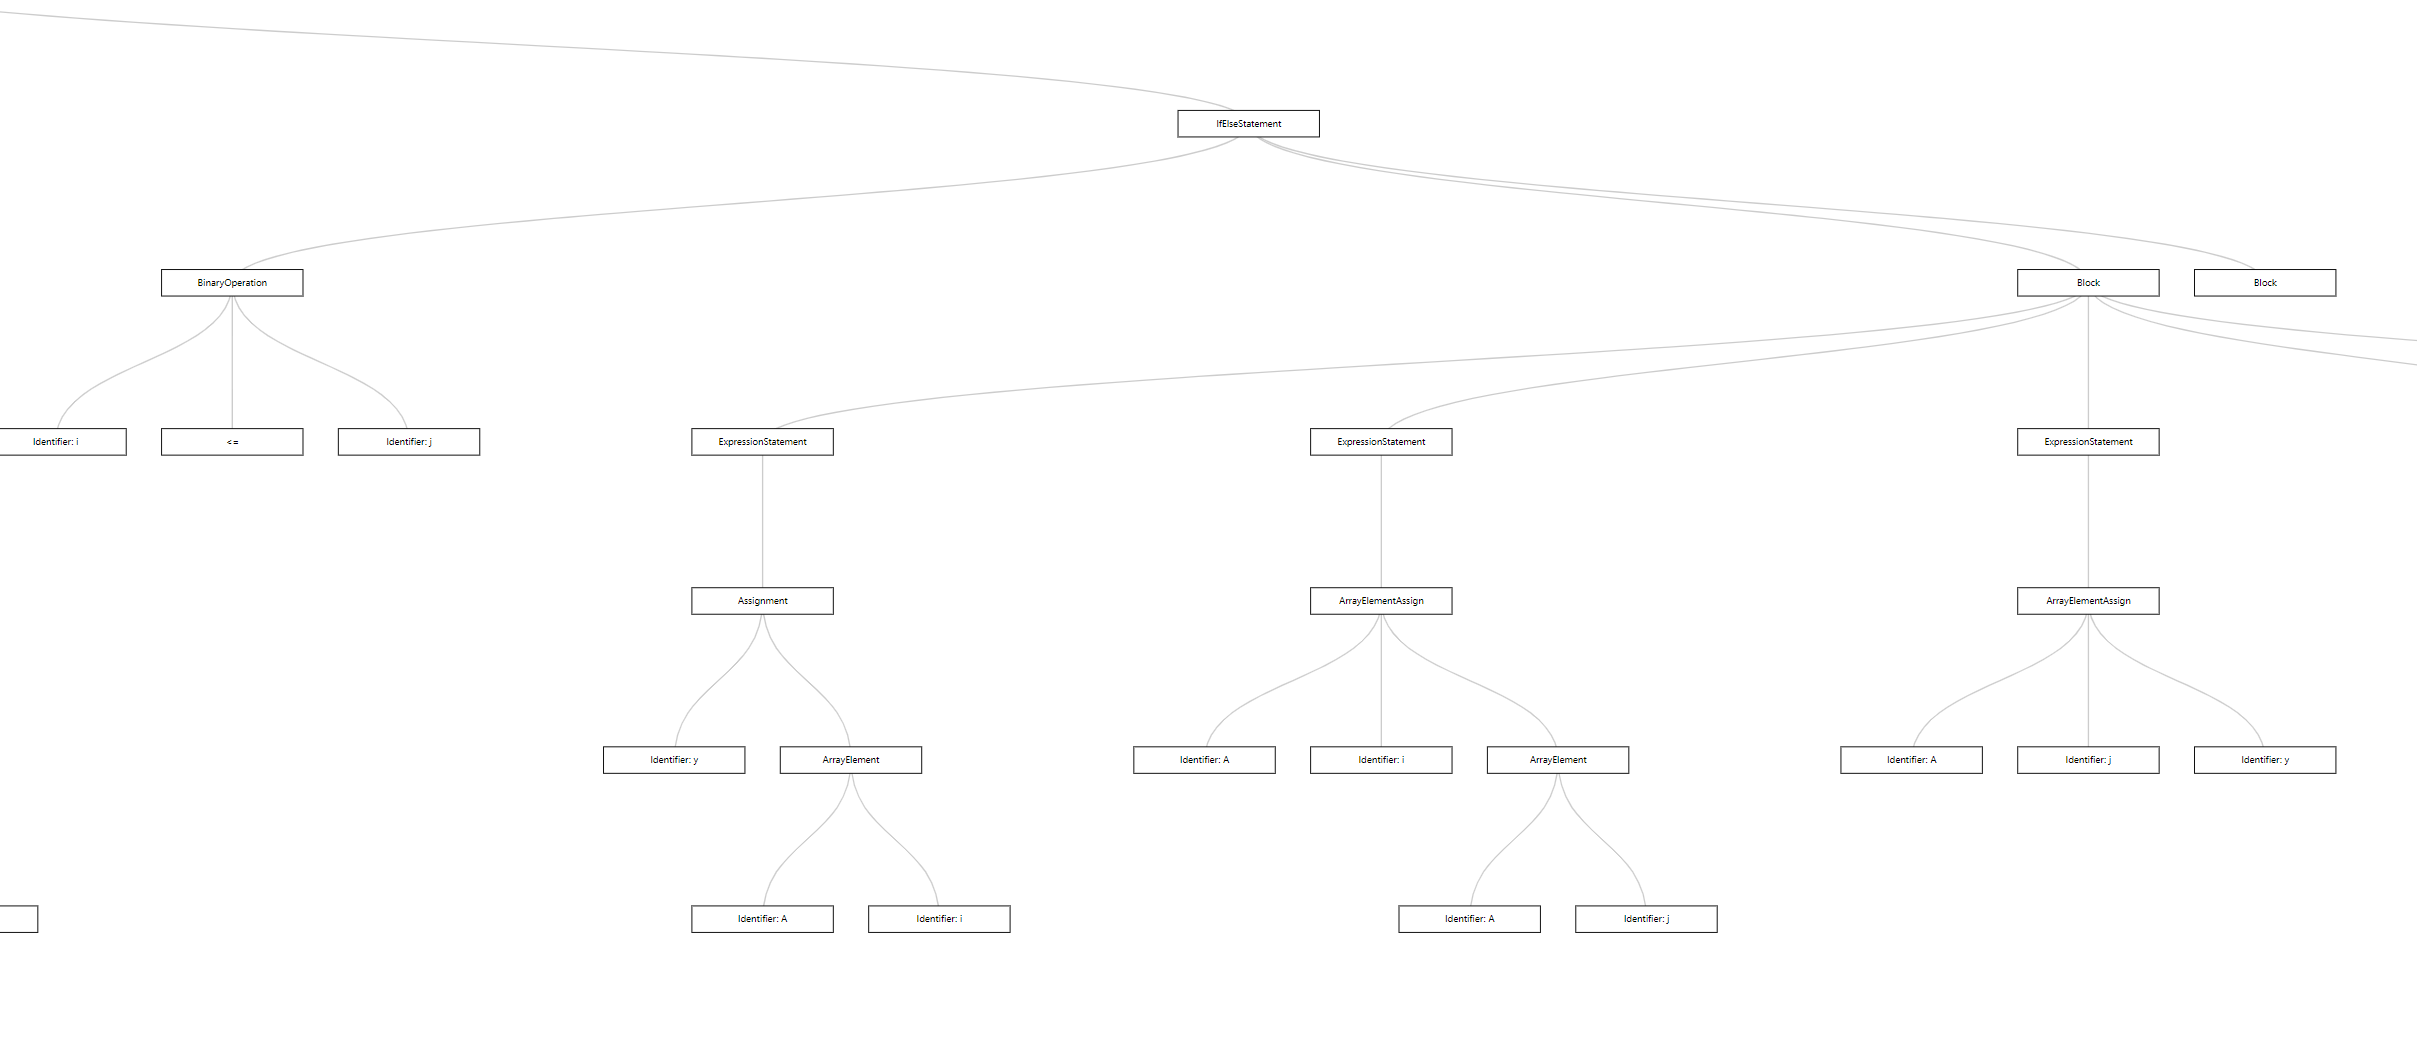 IfElseStatement
BinaryOperation
Block
Block
Identifier: i
<=
Identifier: j
ExpressionStatement
ExpressionStatement
ExpressionStatement
Assignment
ArrayElementAssign
ArrayElementAssign
Identifier: y
ArrayElement
Identifier: A
Identifier: i
ArrayElement
Identifier: A
Identifier: j
Identifier: y
Identifier: A
Identifier: i
Identifier: A
Identifier: j